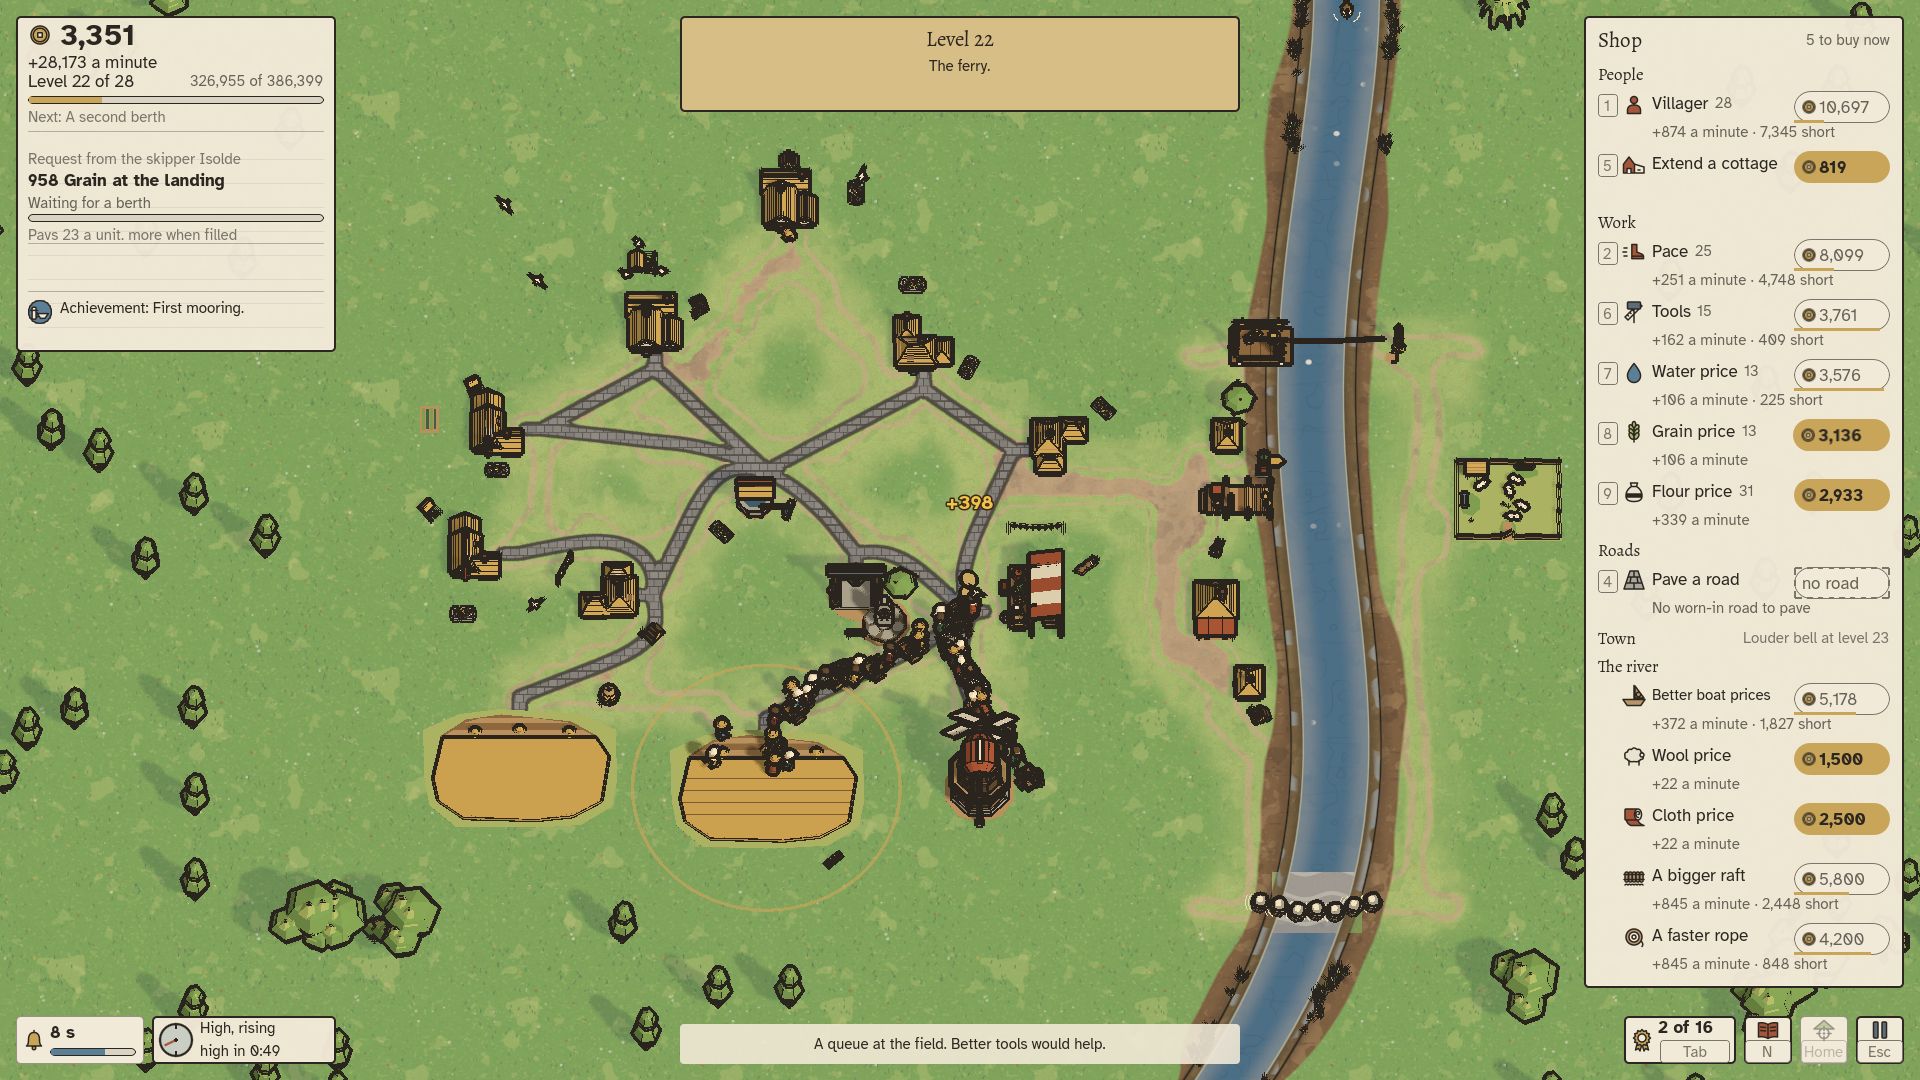 3,351
+28,173 a minute
Level 22 of 28 326,955 of 386,399
Next: A second berth
Request from the skipper Isolde
958 Grain at the landing
Waiting for a berth
Pays 23 a unit, more when filled
Achievement: First mooring.
Level 22
The ferry.
Shop 5 to buy now
People
1 Villager 28 10,697
+874 a minute · 7,345 short
5 Extend a cottage 819
Work
2 Pace 25 8,099
+251 a minute · 4,748 short
6 Tools 15 3,761
+162 a minute · 409 short
7 Water price 13 3,576
+106 a minute · 225 short
8 Grain price 13 3,136
+106 a minute
9 Flour price 31 2,933
+339 a minute
Roads
4 Pave a road no road
No worn-in road to pave
Town Louder bell at level 23
The river
Better boat prices 5,178
+372 a minute · 1,827 short
Wool price 1,500
+22 a minute
Cloth price 2,500
+22 a minute
A bigger raft 5,800
+845 a minute · 2,448 short
A faster rope 4,200
+845 a minute · 848 short
+398
8 s
High, rising
high in 0:49
A queue at the field. Better tools would help.
2 of 16
Tab
N
Home
Esc